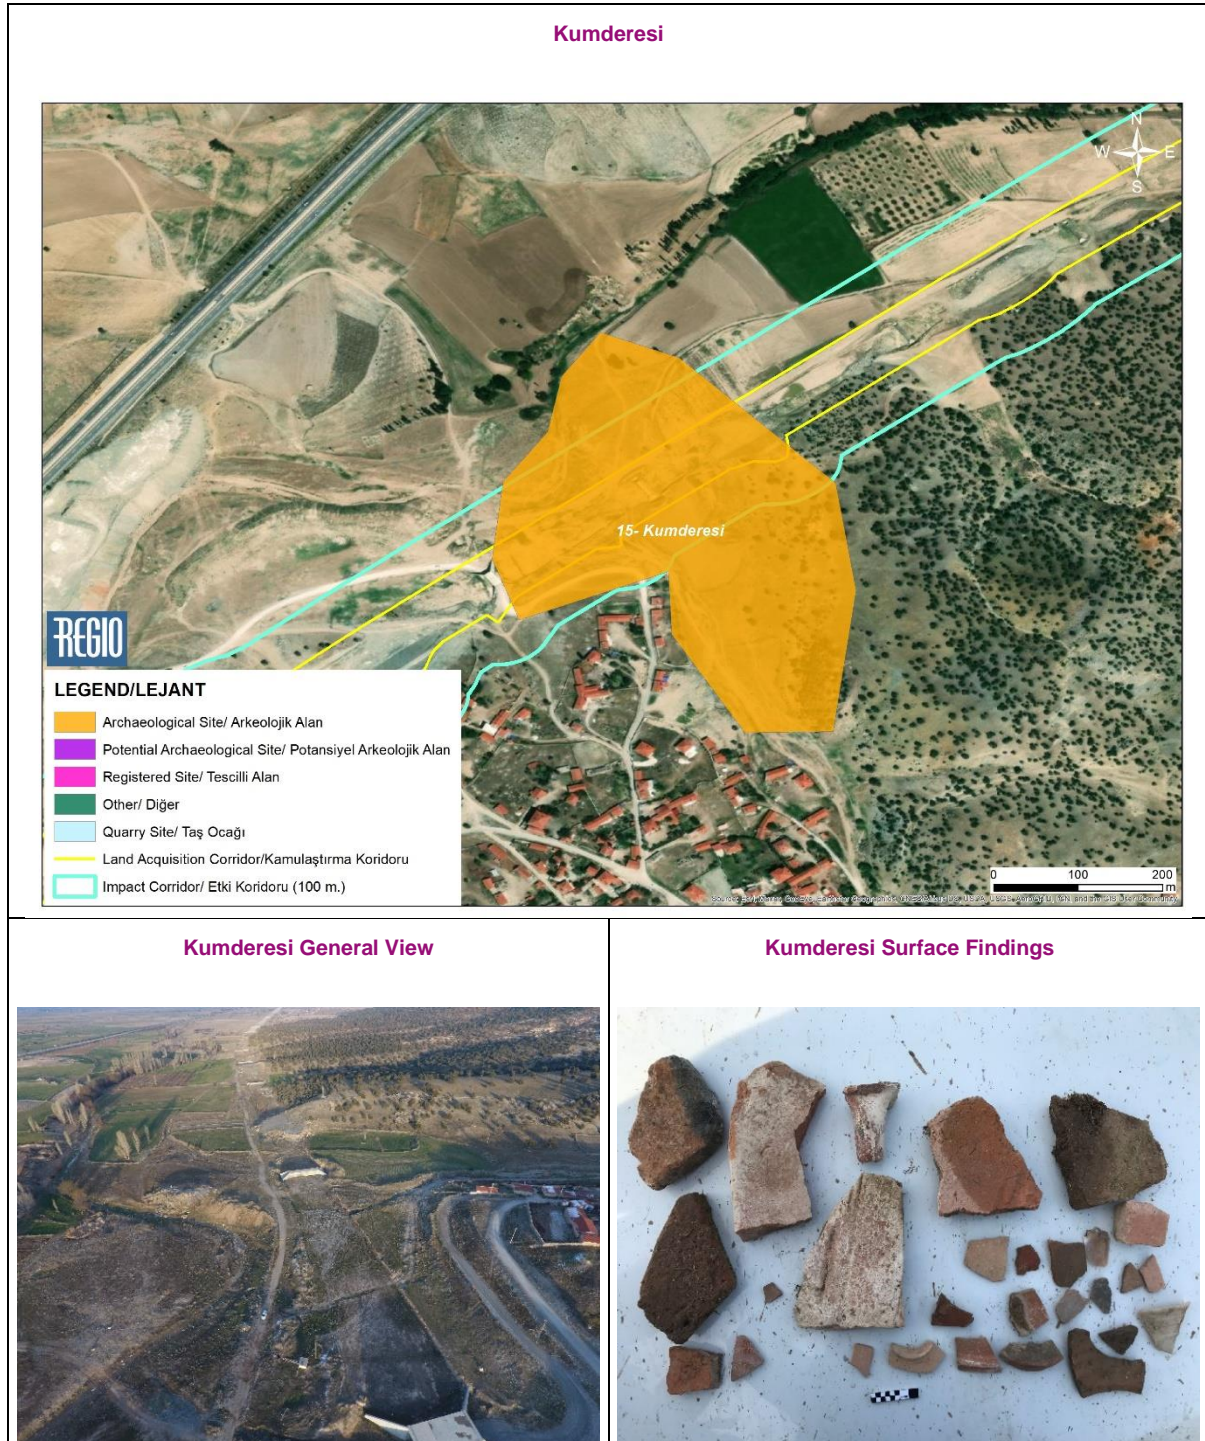 Kumderesi
N
W E
S
15- Kumderesi
REGIO
LEGEND/LEJANT
Archaeological Site/ Arkeolojik Alan
Potential Archaeological Site/ Potansiyel Arkeolojik Alan
Registered Site/ Tescilli Alan
Other/ Diğer
Quarry Site/ Taş Ocağı
Land Acquisition Corridor/Kamulaştırma Koridoru
Impact Corridor/ Etki Koridoru (100 m.)
0 100 200
m
Kumderesi General View
Kumderesi Surface Findings